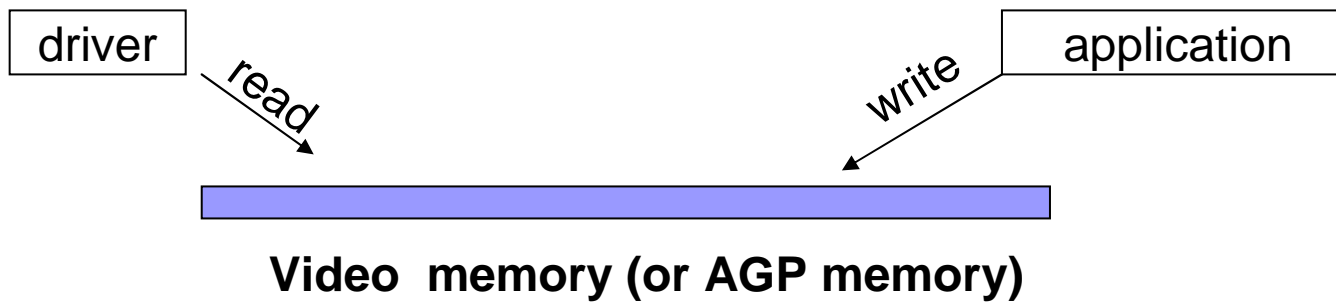 driver
application
read
write
Video memory (or AGP memory)